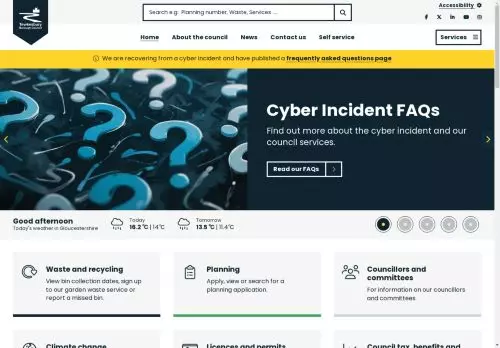 Accessibility
Tewkesbury
Borough Council
Search e.g. Planning number, Waste, Services ....
Home
About the council
News
Contact us
Self service
Services
We are recovering from a cyber incident and have published a frequently asked questions page
Cyber Incident FAQs
Find out more about the cyber incident and our
council services.
Read our FAQs
Good afternoon
Today's weather in Gloucestershire
Today
16.2 °C | 14°C
Tomorrow
13.5 °C | 11.4°C
Waste and recycling
View bin collection dates, sign up
to our garden waste service or
report a missed bin.
Planning
Apply, view or search for a
planning application.
Councillors and
committees
For information on our councillors
and committees
Climate change
Licences and permits
Council tax, benefits and